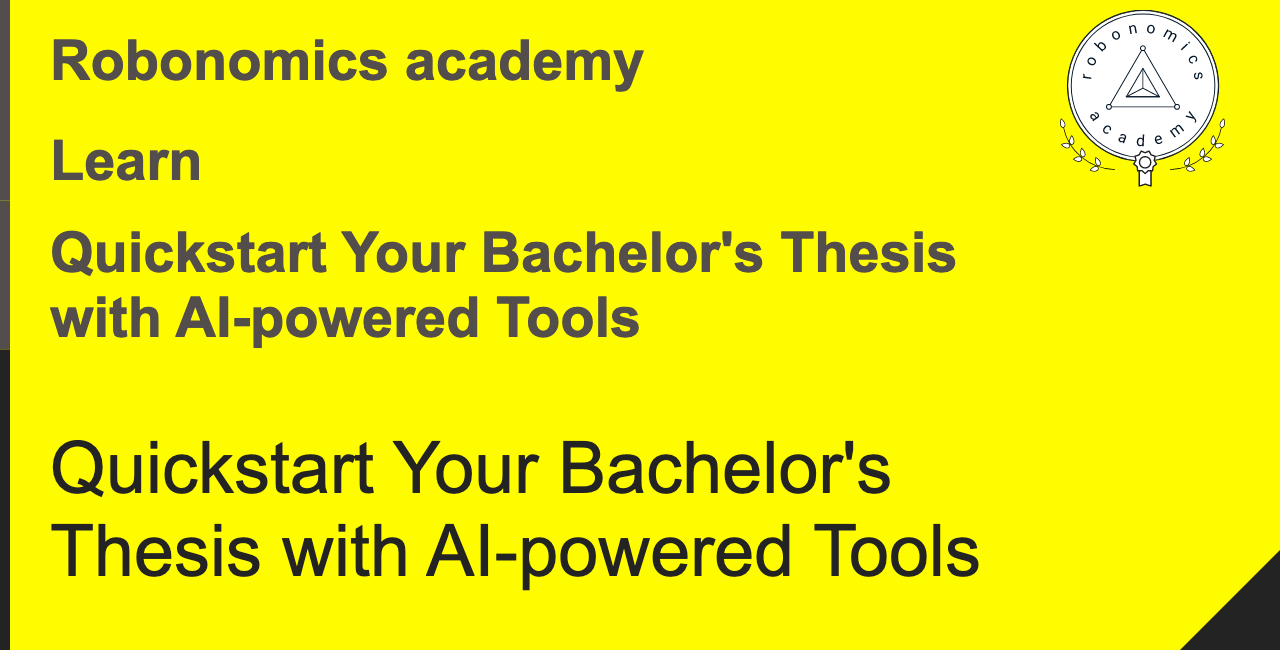 Robonomics academy
Learn
Quickstart Your Bachelor's Thesis
with AI-powered Tools
Quickstart Your Bachelor's
Thesis with AI-powered Tools
robonomics
academy